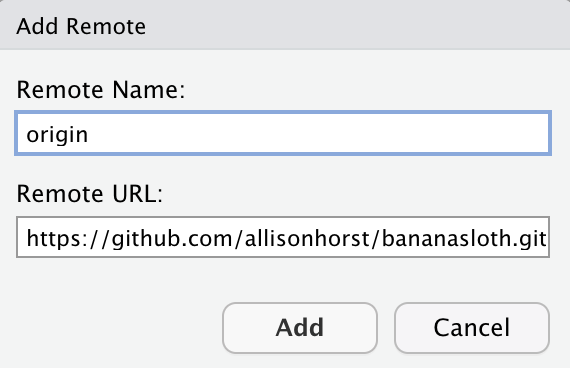 Add Remote
Remote Name:
origin
Remote URL:
https://github.com/allisonhorst/bananasloth.git
Add
Cancel